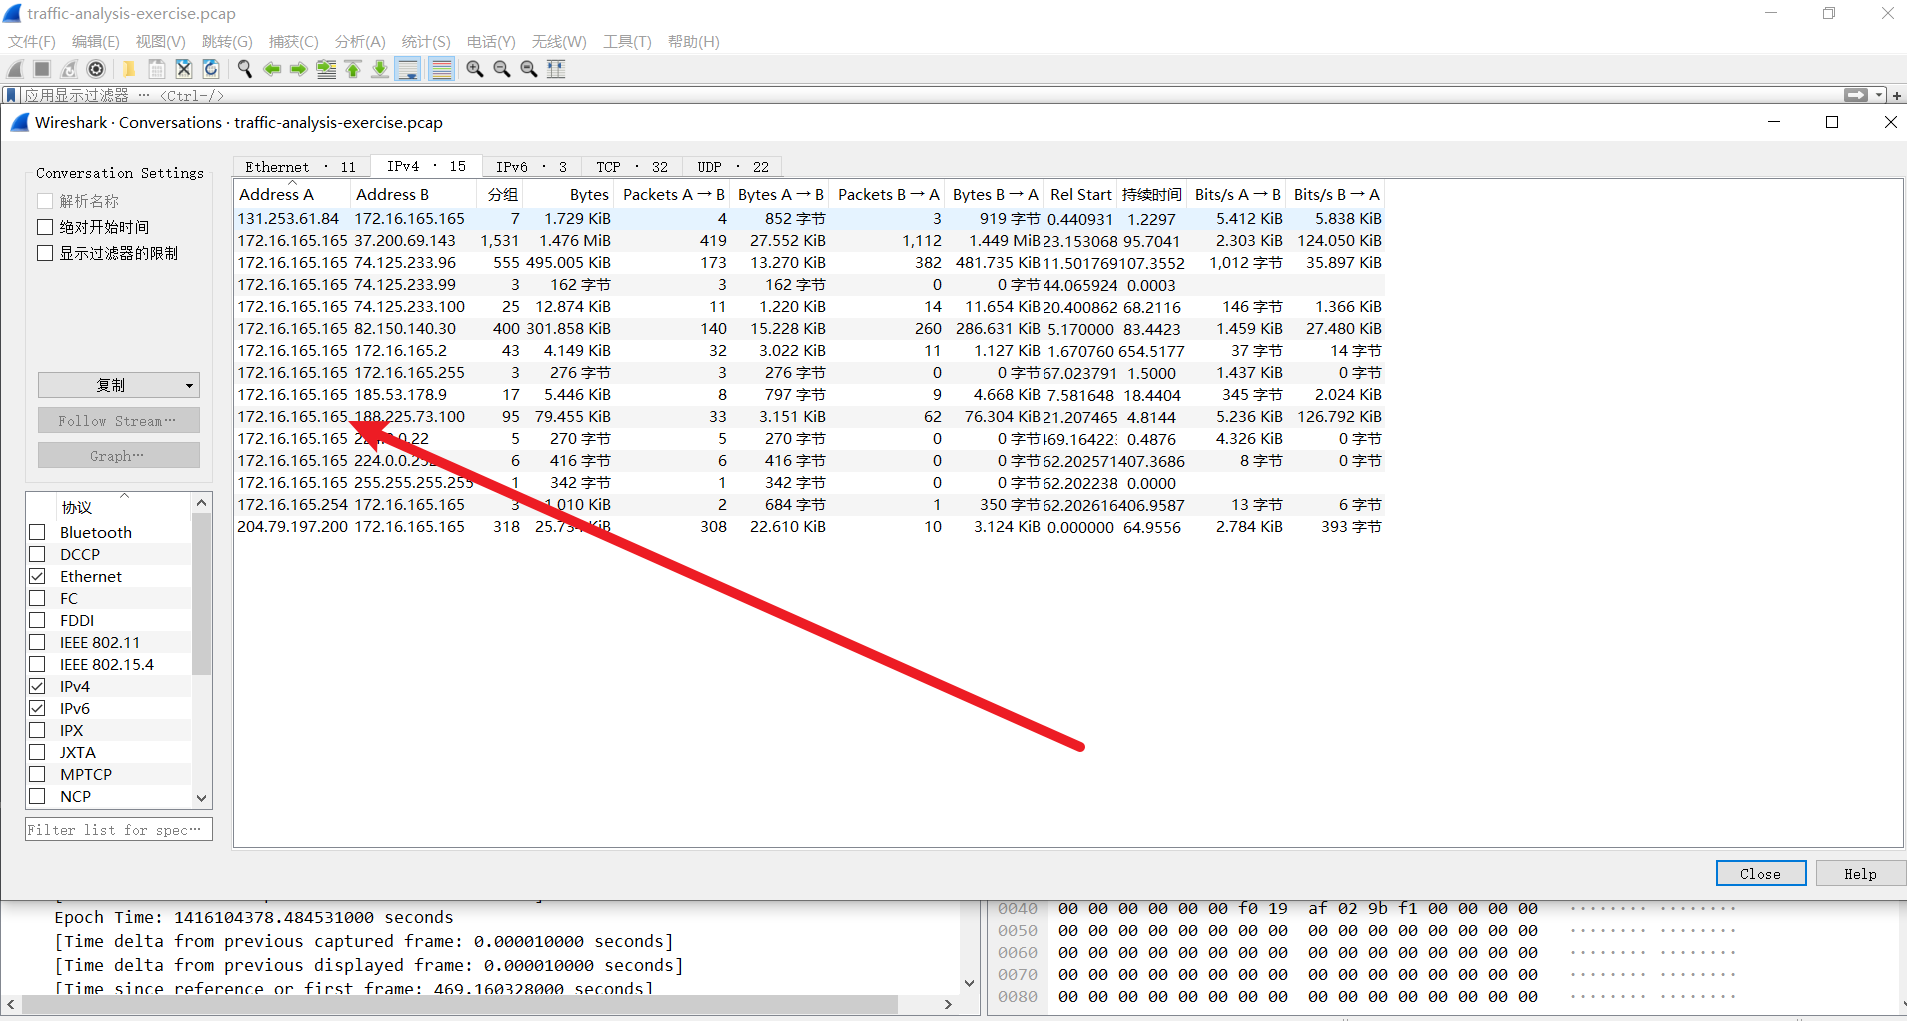 traffic-analysis-exercise.pcap
文件(F) 编辑(E) 视图(V) 跳转(G) 捕获(C) 分析(A) 统计(S) 电话(Y) 无线(W) 工具(T) 帮助(H)
应用显示过滤器 … <Ctrl-/>
Wireshark · Conversations · traffic-analysis-exercise.pcap
Conversation Settings
解析名称
绝对开始时间
显示过滤器的限制
复制
Follow Stream…
Graph…
协议
Bluetooth
DCCP
Ethernet
FC
FDDI
IEEE 802.11
IEEE 802.15.4
IPv4
IPv6
IPX
JXTA
MPTCP
NCP
Filter list for spec…
Ethernet · 11 IPv4 · 15 IPv6 · 3 TCP · 32 UDP · 22
Address A Address B 分组 Bytes Packets A → B Bytes A → B Packets B → A Bytes B → A Rel Start 持续时间 Bits/s A → B Bits/s B → A
131.253.61.84 172.16.165.165 7 1.729 KiB 4 852 字节 3 919 字节 0.440931 1.2297 5.412 KiB 5.838 KiB
172.16.165.165 37.200.69.143 1,531 1.476 MiB 419 27.552 KiB 1,112 1.449 MiB 23.153068 95.7041 2.303 KiB 124.050 KiB
172.16.165.165 74.125.233.96 555 495.005 KiB 173 13.270 KiB 382 481.735 KiB 11.501769 107.3552 1,012 字节 35.897 KiB
172.16.165.165 74.125.233.99 3 162 字节 3 162 字节 0 0 字节 44.065924 0.0003
172.16.165.165 74.125.233.100 25 12.874 KiB 11 1.220 KiB 14 11.654 KiB 20.400862 68.2116 146 字节 1.366 KiB
172.16.165.165 82.150.140.30 400 301.858 KiB 140 15.228 KiB 260 286.631 KiB 5.170000 83.4423 1.459 KiB 27.480 KiB
172.16.165.165 172.16.165.2 43 4.149 KiB 32 3.022 KiB 11 1.127 KiB 1.670760 654.5177 37 字节 14 字节
172.16.165.165 172.16.165.255 3 276 字节 3 276 字节 0 0 字节 67.023791 1.5000 1.437 KiB 0 字节
172.16.165.165 185.53.178.9 17 5.446 KiB 8 797 字节 9 4.668 KiB 7.581648 18.4404 345 字节 2.024 KiB
172.16.165.165 188.225.73.100 95 79.455 KiB 33 3.151 KiB 62 76.304 KiB 21.207465 4.8144 5.236 KiB 126.792 KiB
172.16.165.165 5 270 字节 5 270 字节 0 0 字节 0.4876 4.326 KiB 0 字节
172.16.165.165 6 416 字节 6 416 字节 0 0 字节 62.202571 407.3686 8 字节 0 字节
172.16.165.165 255.255.255.255 1 342 字节 1 342 字节 0 0 字节 62.202238 0.0000
172.16.165.254 172.16.165.165 3 1.010 KiB 2 684 字节 1 350 字节 62.202616 406.9587 13 字节 6 字节
204.79.197.200 172.16.165.165 318 25.734 KiB 308 22.610 KiB 10 3.124 KiB 0.000000 64.9556 2.784 KiB 393 字节
Close Help
Epoch Time: 1416104378.484531000 seconds
[Time delta from previous captured frame: 0.000010000 seconds]
[Time delta from previous displayed frame: 0.000010000 seconds]
[Time since reference or first frame: 469.160328000 seconds]
0040 00 00 00 00 00 00 f0 19 af 02 9b f1 00 00 00 00 ········ ········
0050 00 00 00 00 00 00 00 00 00 00 00 00 00 00 00 00 ········ ········
0060 00 00 00 00 00 00 00 00 00 00 00 00 00 00 00 00 ········ ········
0070 00 00 00 00 00 00 00 00 00 00 00 00 00 00 00 00 ········ ········
0080 00 00 00 00 00 00 00 00 00 00 00 00 00 00 00 00 ········ ········